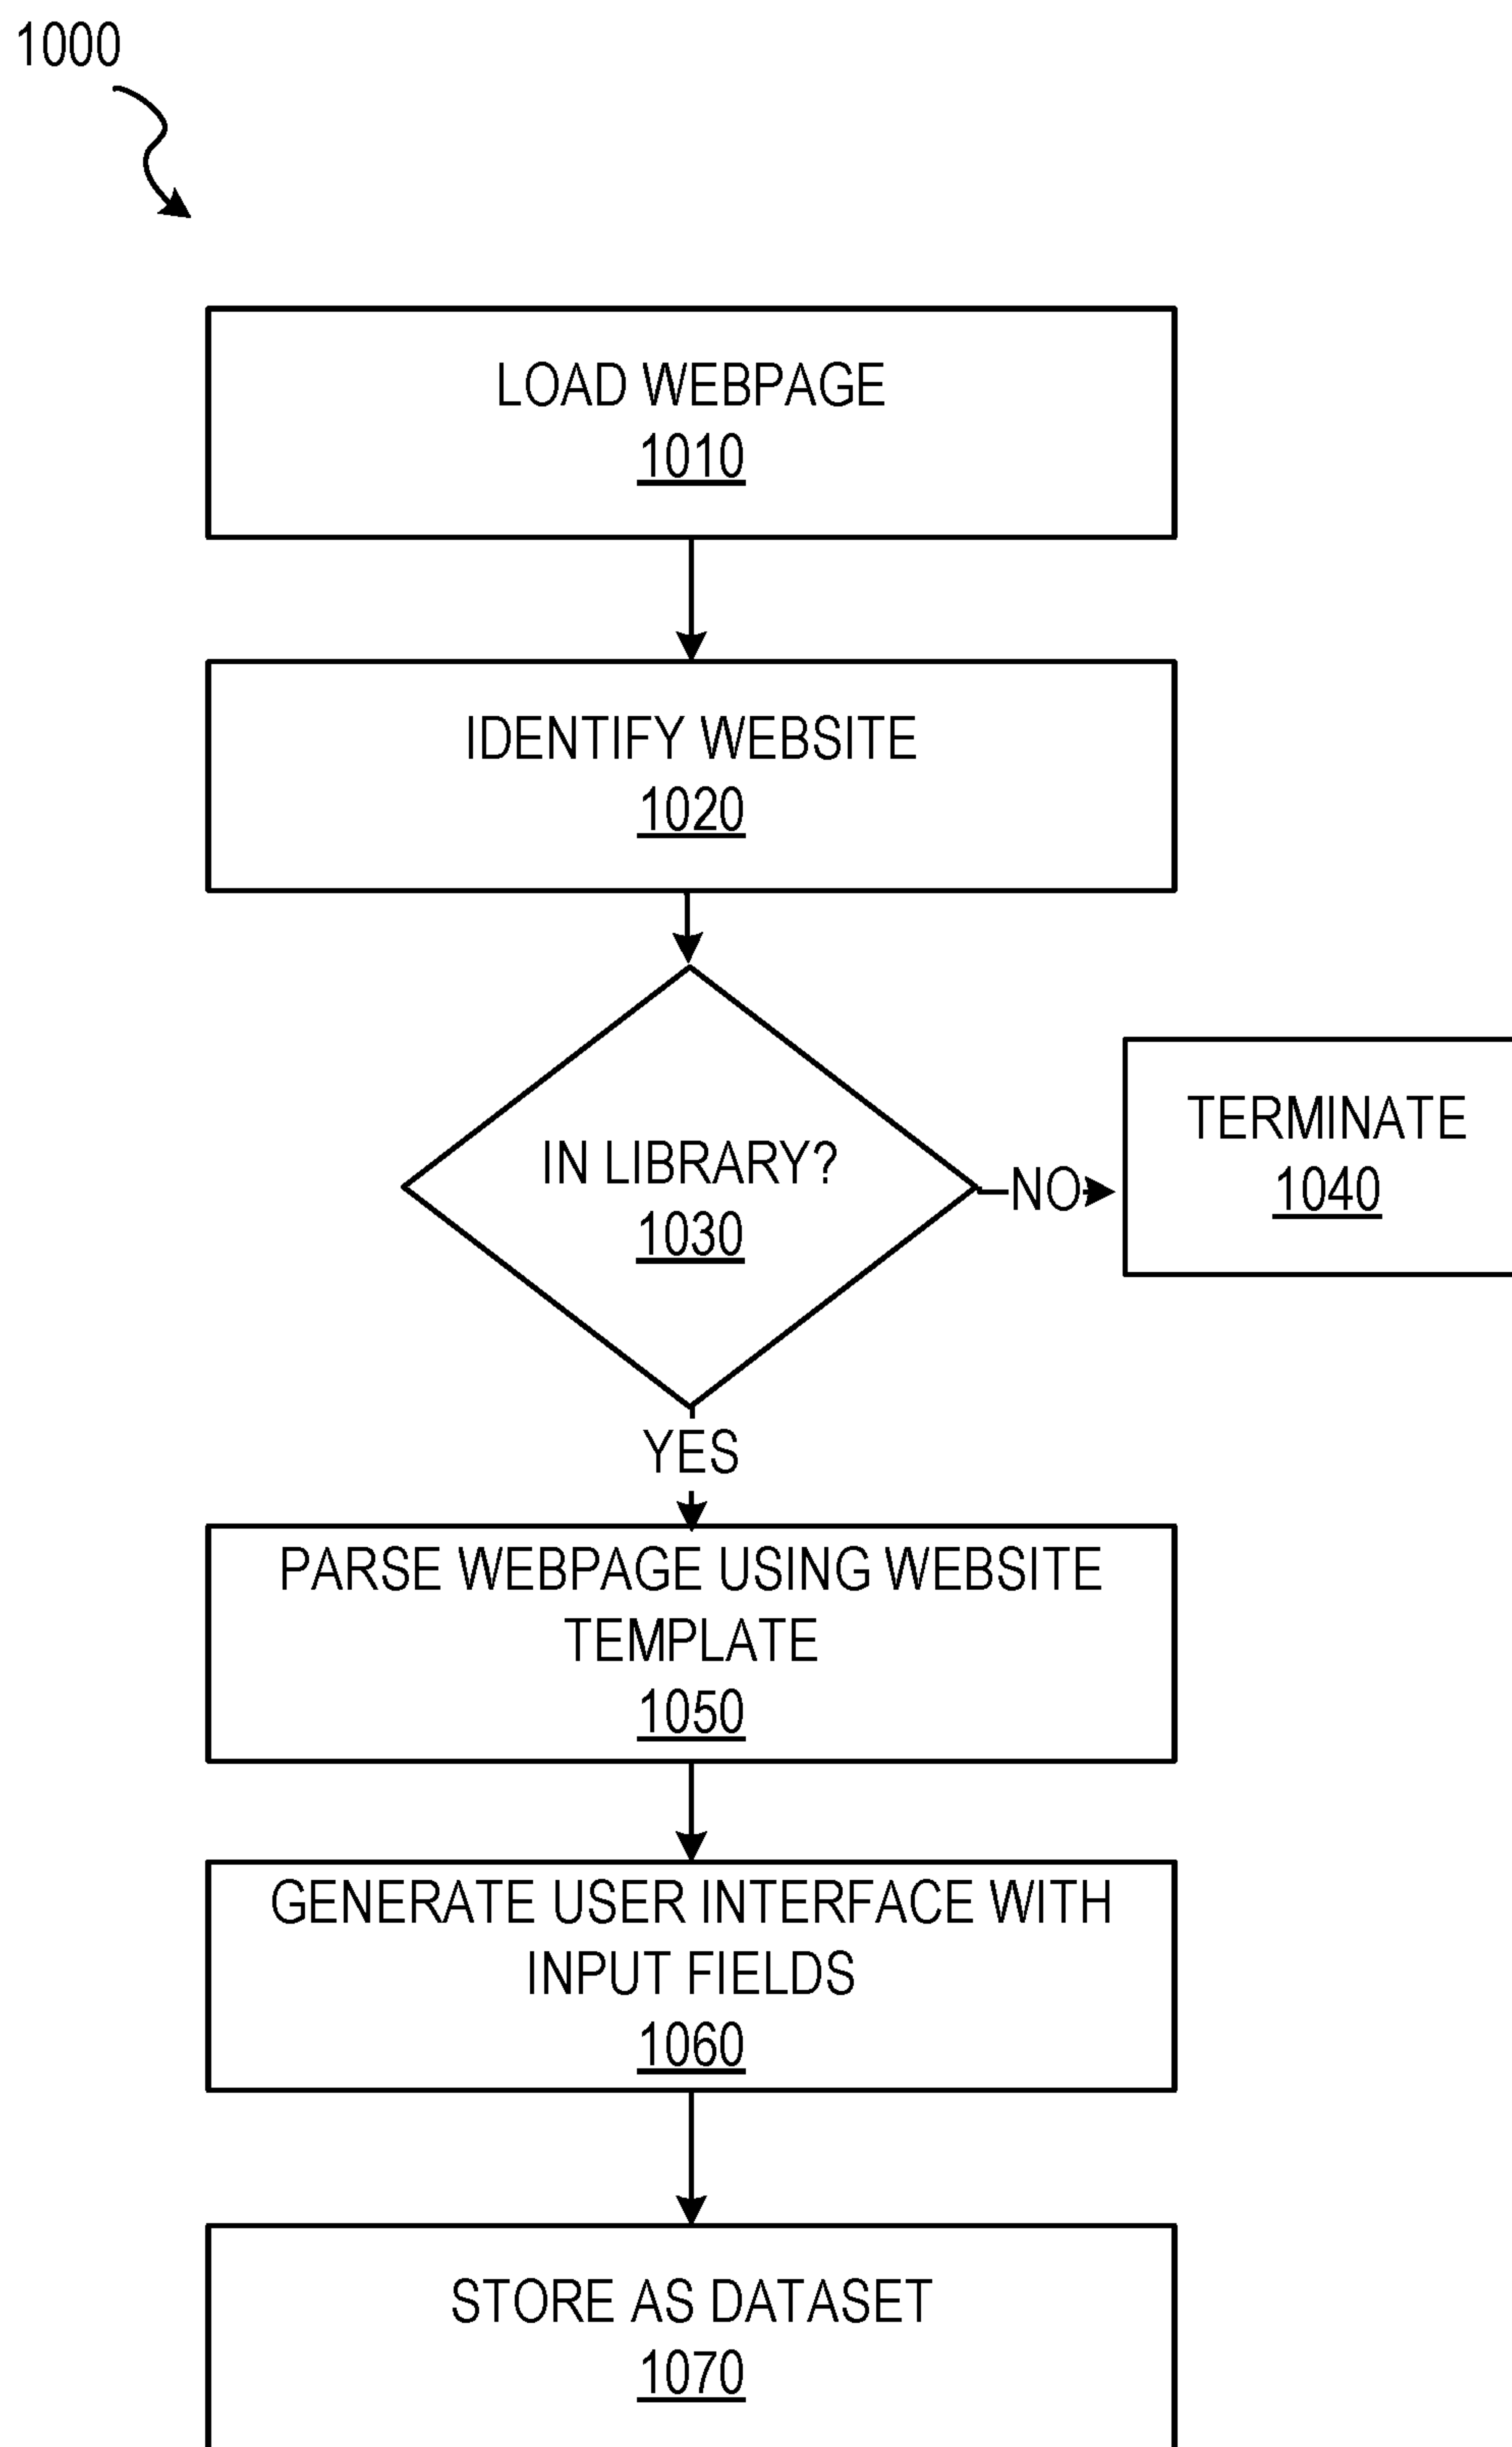 1000
LOAD WEBPAGE
1010
IDENTIFY WEBSITE
1020
IN LIBRARY?
1030
NO
TERMINATE
1040
YES
PARSE WEBPAGE USING WEBSITE
TEMPLATE
1050
GENERATE USER INTERFACE WITH
INPUT FIELDS
1060
STORE AS DATASET
1070